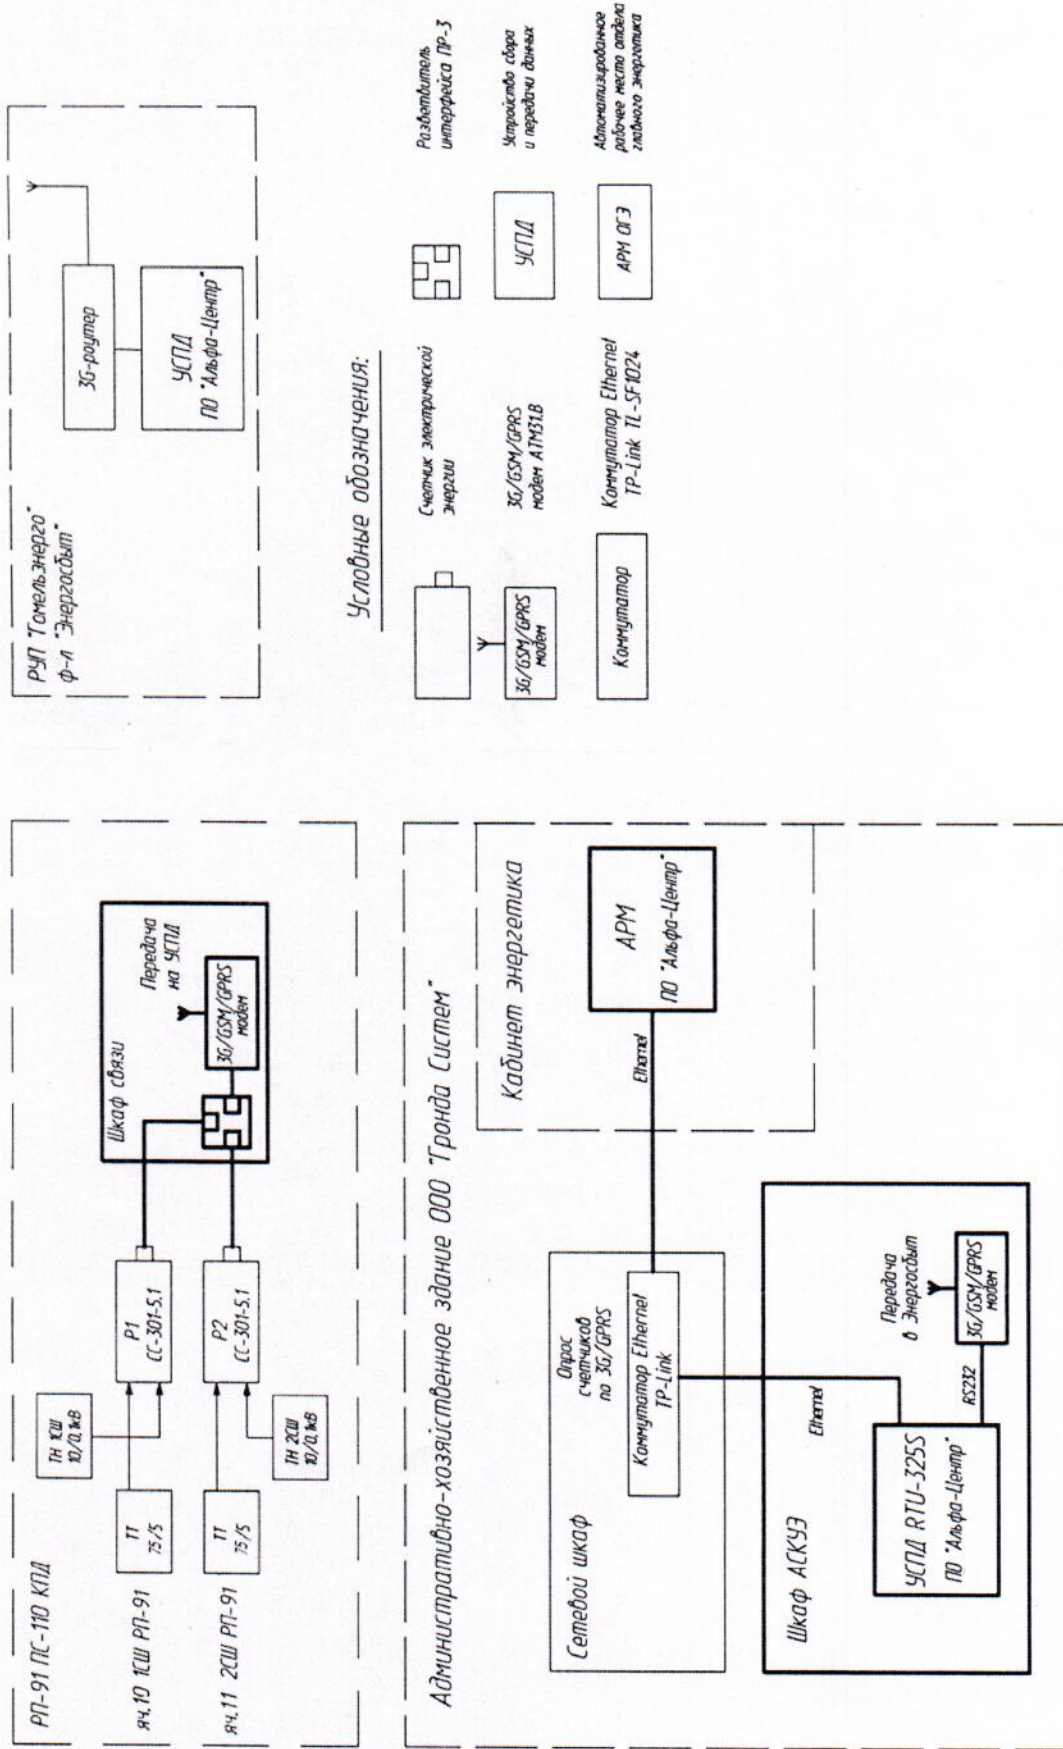 РП-91 ПС-110 КПД
яч.10 1СШ РП-91
ТТ
75/5
ТН 1СШ
10/0,1кВ
Р1
СС-301-5.1
яч.11 2СШ РП-91
ТТ
75/5
ТН 2СШ
10/0,1кВ
Р2
СС-301-5.1
Шкаф связи
Передача
на УСПД
3G/GSM/GPRS
модем
РУП "Гомельэнерго"
ф-л "Энергосбыт"
3G-роутер
УСПД
ПО "Альфа-Центр"
Административно-хозяйственное здание ООО "Гронда Систем"
Сетевой шкаф
Опрос
счетчиков
по 3G/GPRS
Коммутатор Ethernet
TP-Link
Кабинет энергетика
Ethernet
АРМ
ПО "Альфа-Центр"
Шкаф АСКУЭ
Ethernet
УСПД RTU-325S
ПО "Альфа-Центр"
RS232
Передача
в Энергосбыт
3G/GSM/GPRS
модем
Условные обозначения:
Счетчик электрической
энергии
Разветвитель
интерфейса ПР-3
3G/GSM/GPRS
модем
3G/GSM/GPRS
модем ATM31.B
УСПД
Устройство сбора
и передачи данных
Коммутатор
Коммутатор Ethernet
TP-Link TL-SF1024
АРМ ОГЭ
Автоматизированное
рабочее место отдела
главного энергетика